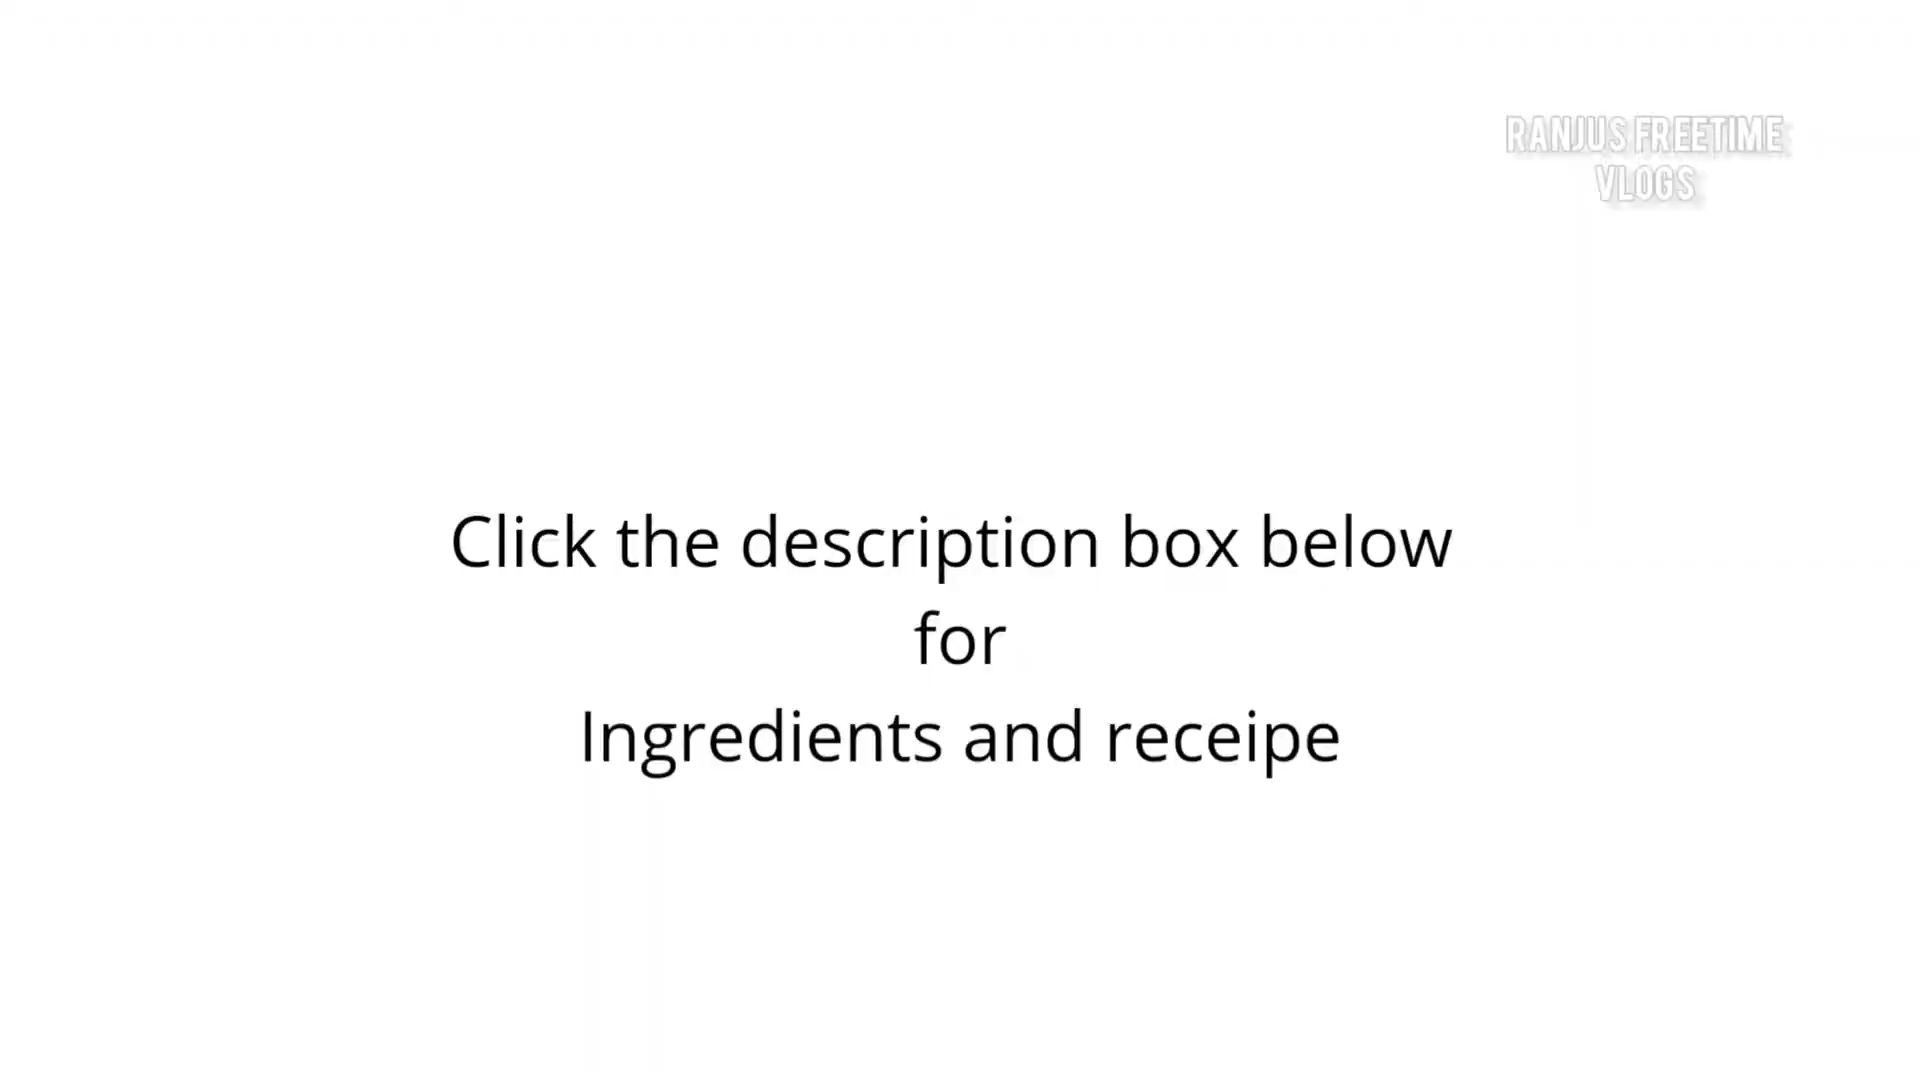 RANJUS FREETIME
VLOGS
Click the description box below
for
Ingredients and receipe